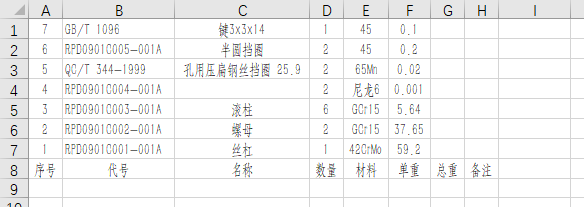 A B C D E F G H I
1 7 GB/T 1096 键3x3x14 1 45 0.1
2 6 RPD0901C005-001A 半圆挡圈 2 45 0.2
3 5 QC/T 344-1999 孔用压扁钢丝挡圈 25.9 2 65Mn 0.02
4 4 RPD0901C004-001A 2 尼龙6 0.001
5 3 RPD0901C003-001A 滚柱 6 GCr15 5.64
6 2 RPD0901C002-001A 螺母 2 GCr15 37.65
7 1 RPD0901C001-001A 丝杠 1 42CrMo 59.2
8 序号 代号 名称 数量 材料 单重 总重 备注
9